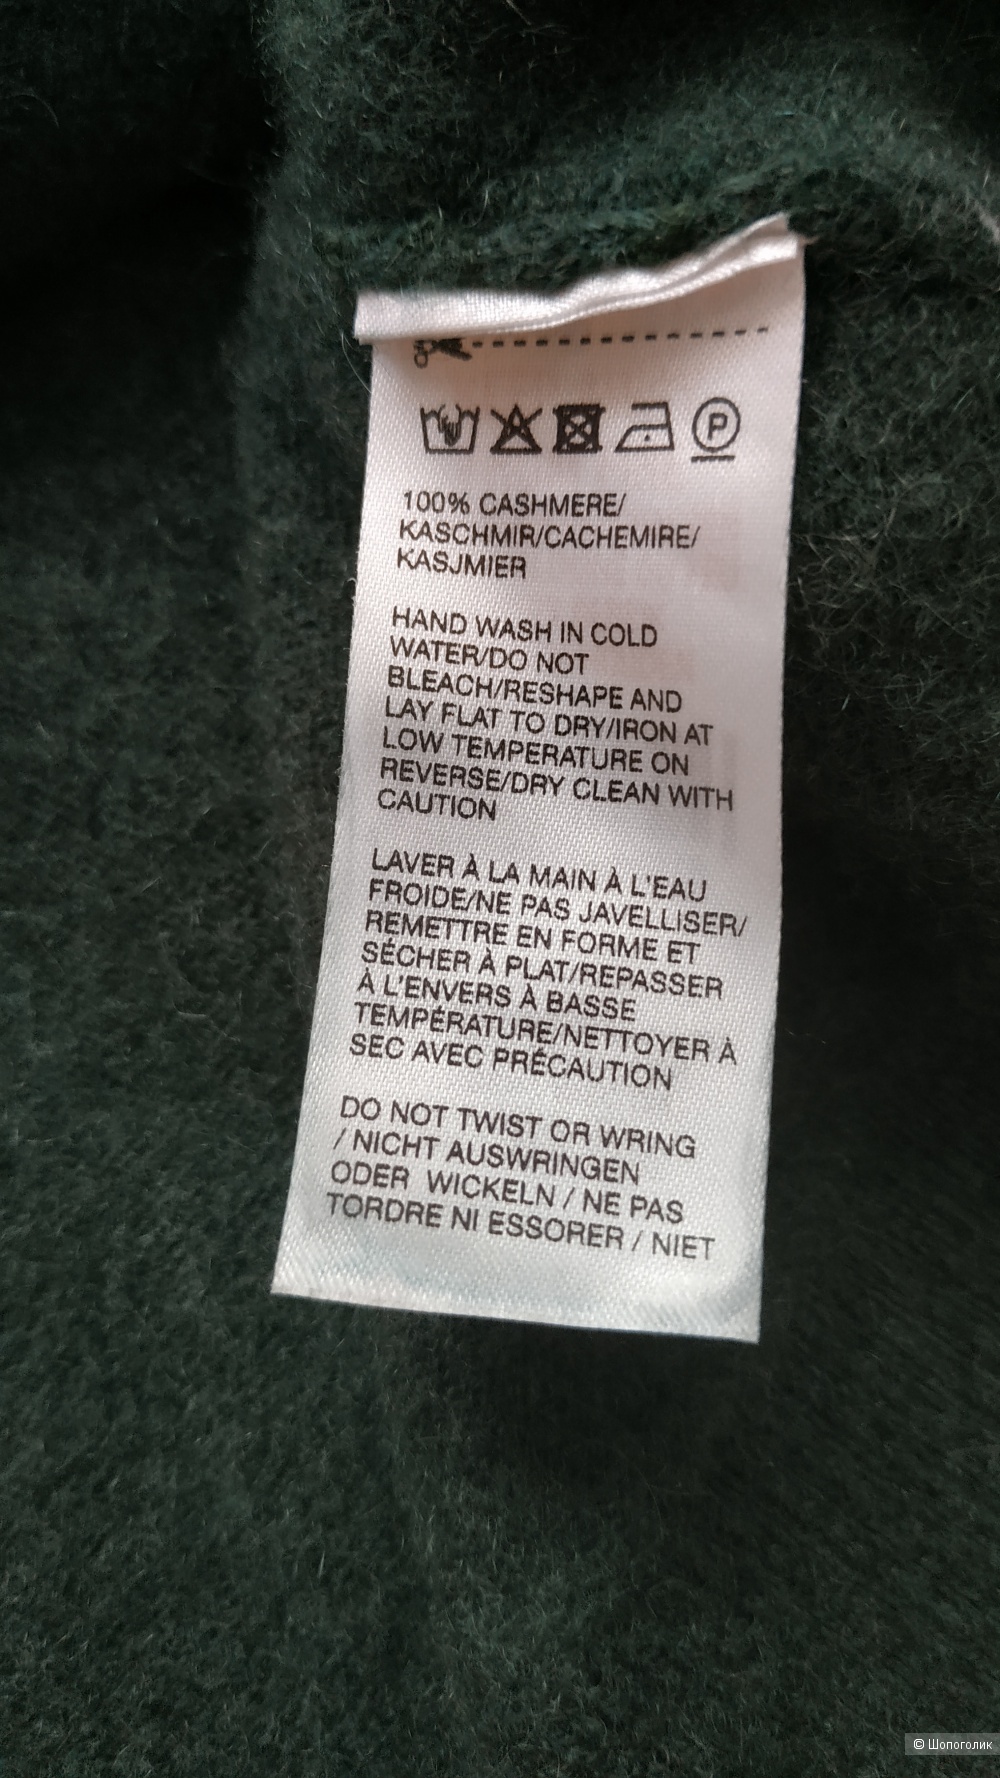 P
100% CASHMERE/
KASCHMIR/CACHEMIRE/
KASJMIER
HAND WASH IN COLD
WATER/DO NOT
BLEACH/RESHAPE AND
LAY FLAT TO DRY/IRON AT
LOW TEMPERATURE ON
REVERSE/DRY CLEAN WITH
CAUTION
LAVER À LA MAIN À L'EAU
FROIDE/NE PAS JAVELLISER/
REMETTRE EN FORME ET
SÉCHER À PLAT/REPASSER
À L'ENVERS À BASSE
TEMPÉRATURE/NETTOYER À
SEC AVEC PRÉCAUTION
DO NOT TWIST OR WRING
/ NICHT AUSWRINGEN
ODER WICKELN / NE PAS
TORDRE NI ESSORER / NIET
© Шопоголик